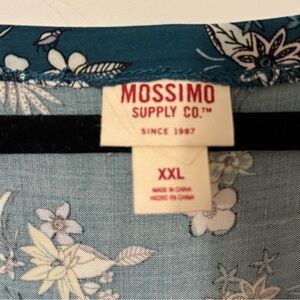 MOSSIMO
SUPPLY CO.™
SINCE 1987
XXL
MADE IN CHINA
HECHO EN CHINA